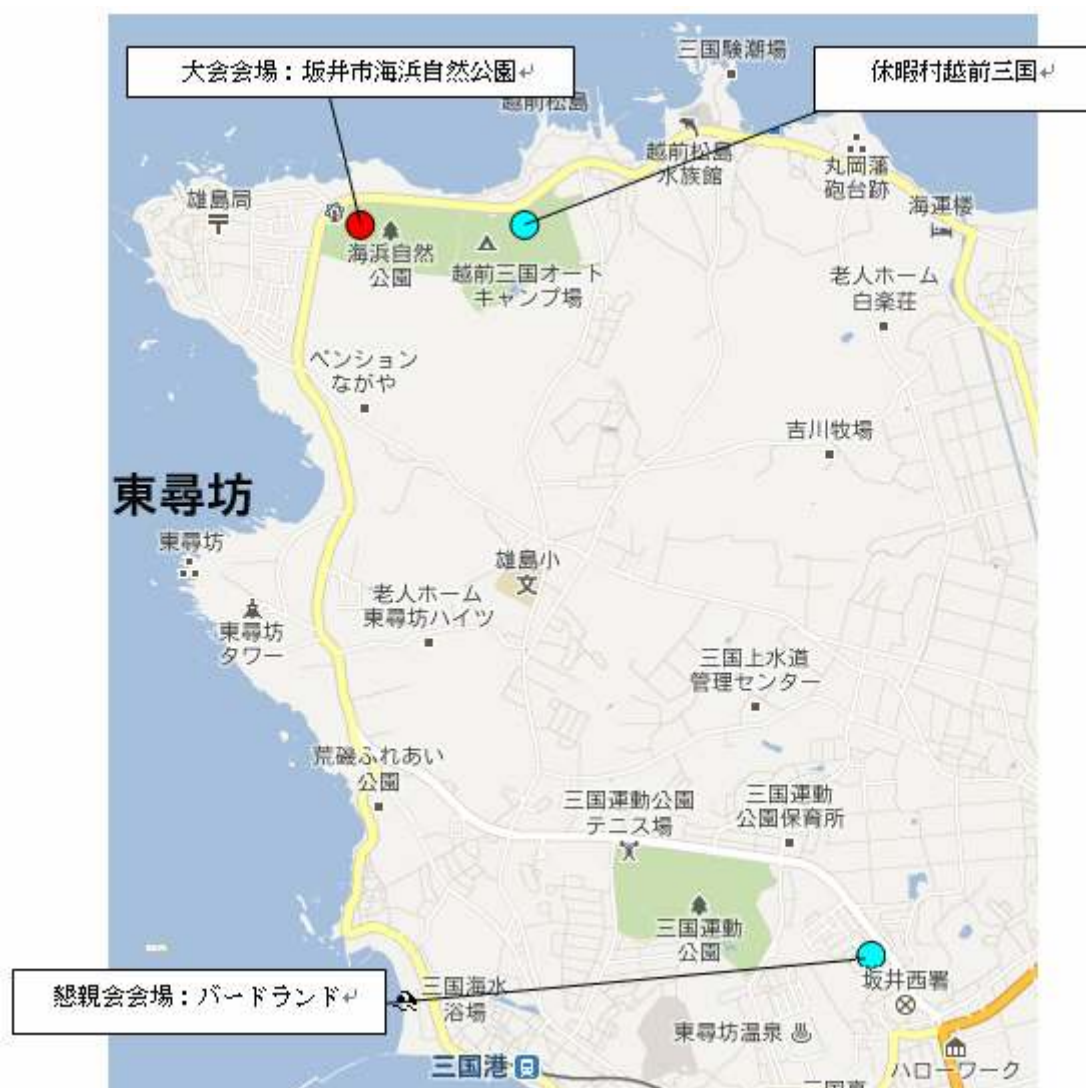 三国験潮場
大会会場：坂井市海浜自然公園↵
休暇村越前三国↵
越前松島
越前松島
水族館
丸岡藩
砲台跡
雄島局
海運楼
海浜自然
公園
越前三国オート
キャンプ場
老人ホーム
白楽荘
ペンション
ながや
吉川牧場
東尋坊
東尋坊
雄島小
文
老人ホーム
東尋坊ハイツ
東尋坊
タワー
三国上水道
管理センター
荒磯ふれあい
公園
三国運動公園
テニス場
三国運動
公園保育所
三国運動
公園
懇親会会場：バードランド↵
三国海水
浴場
坂井西署
東尋坊温泉
三国港
ハローワーク